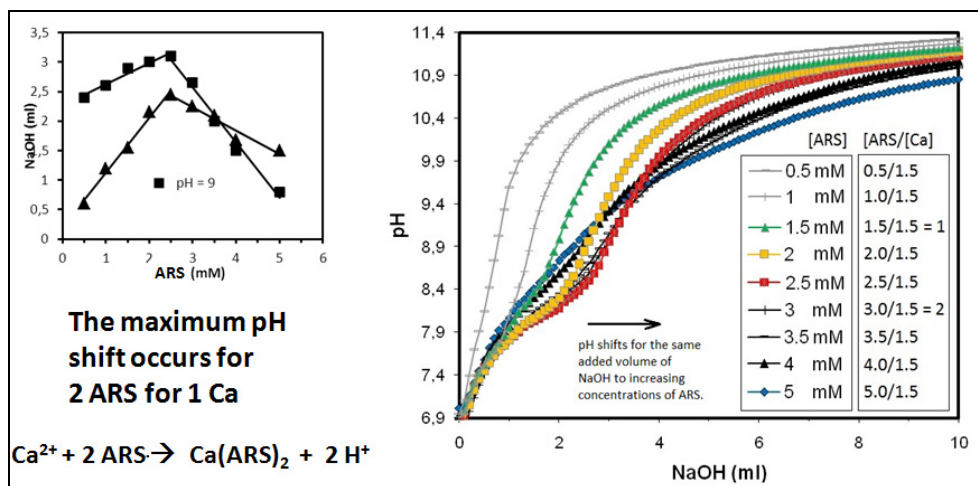 3,5
3
2,5
2
1,5
1
0,5
0
NaOH (ml)
pH = 9
0 1 2 3 4 5 6
ARS (mM)
The maximum pH
shift occurs for
2 ARS for 1 Ca
Ca²⁺ + 2 ARS → Ca(ARS)₂ + 2 H⁺
11,4
10,9
10,4
9,9
9,4
8,9
8,4
7,9
7,4
6,9
pH
[ARS] [ARS/[Ca]
0.5 mM 0.5/1.5
1 mM 1.0/1.5
1.5 mM 1.5/1.5 = 1
2 mM 2.0/1.5
2.5 mM 2.5/1.5
3 mM 3.0/1.5 = 2
3.5 mM 3.5/1.5
4 mM 4.0/1.5
5 mM 5.0/1.5
pH shifts for the same
added volume of
NaOH to increasing
concentrations of ARS.
0 2 4 6 8 10
NaOH (ml)